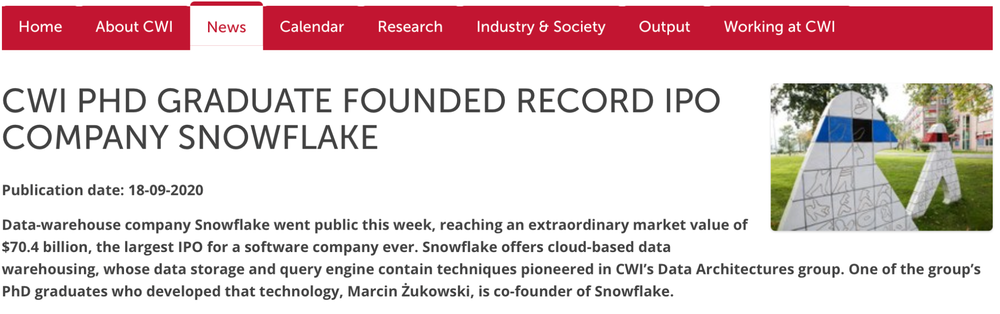 Home About CWI News Calendar Research Industry & Society Output Working at CWI
CWI PHD GRADUATE FOUNDED RECORD IPO
COMPANY SNOWFLAKE
Publication date: 18-09-2020
Data-warehouse company Snowflake went public this week, reaching an extraordinary market value of
$70.4 billion, the largest IPO for a software company ever. Snowflake offers cloud-based data
warehousing, whose data storage and query engine contain techniques pioneered in CWI’s Data Architectures group. One of the group’s
PhD graduates who developed that technology, Marcin Żukowski, is co-founder of Snowflake.